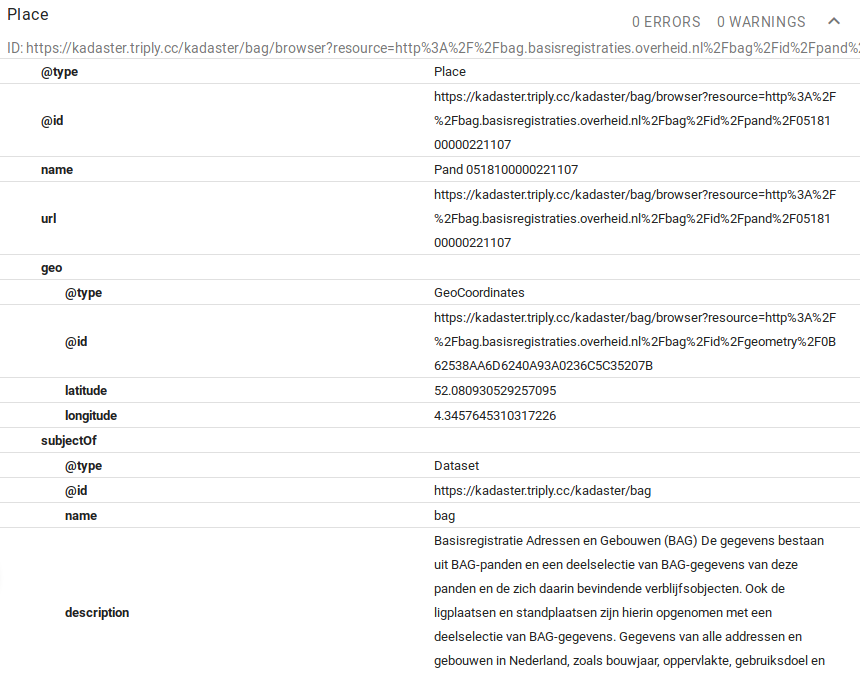 Place
0 ERRORS 0 WARNINGS
ID: https://kadaster.triply.cc/kadaster/bag/browser?resource=http%3A%2F%2Fbag.basisregistraties.overheid.nl%2Fbag%2Fid%2Fpand%2
@type Place
https://kadaster.triply.cc/kadaster/bag/browser?resource=http%3A%2F
@id %2Fbag.basisregistraties.overheid.nl%2Fbag%2Fid%2Fpand%2F05181
00000221107
name Pand 0518100000221107
https://kadaster.triply.cc/kadaster/bag/browser?resource=http%3A%2F
url %2Fbag.basisregistraties.overheid.nl%2Fbag%2Fid%2Fpand%2F05181
00000221107
geo
@type GeoCoordinates
https://kadaster.triply.cc/kadaster/bag/browser?resource=http%3A%2F
@id %2Fbag.basisregistraties.overheid.nl%2Fbag%2Fid%2Fgeometry%2F0B
62538AA6D6240A93A0236C5C35207B
latitude 52.080930529257095
longitude 4.3457645310317226
subjectOf
@type Dataset
@id https://kadaster.triply.cc/kadaster/bag
name bag
Basisregistratie Adressen en Gebouwen (BAG) De gegevens bestaan
uit BAG-panden en een deelselectie van BAG-gegevens van deze
panden en de zich daarin bevindende verblijfsobjecten. Ook de
description ligplaatsen en standplaatsen zijn hierin opgenomen met een
deelselectie van BAG-gegevens. Gegevens van alle addressen en
gebouwen in Nederland, zoals bouwjaar, oppervlakte, gebruiksdoel en